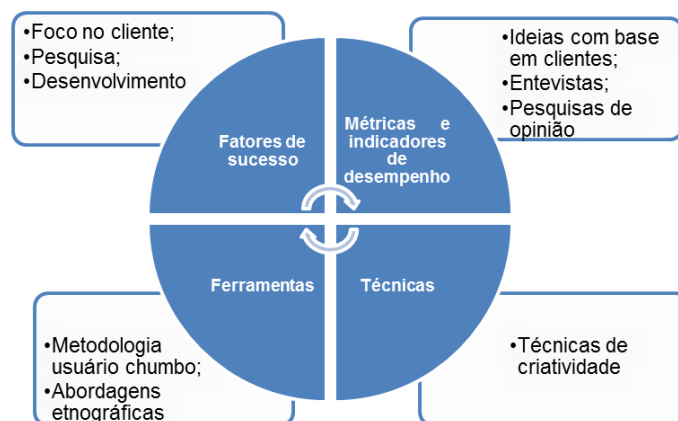 •Foco no cliente;
•Pesquisa;
•Desenvolvimento
•Ideias com base
em clientes;
•Entevistas;
•Pesquisas de
opinião
Fatores de
sucesso
Métricas e
indicadores
de
desempenho
Ferramentas
Técnicas
•Metodologia
usuário chumbo;
•Abordagens
etnográficas
•Técnicas de
criatividade